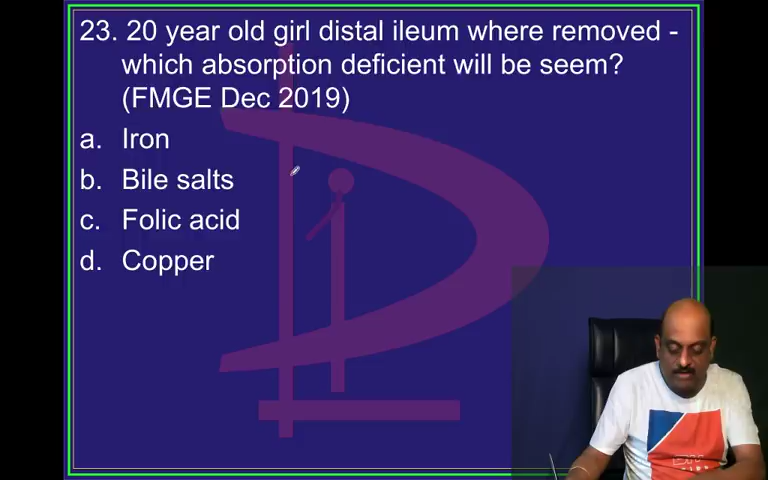 23. 20 year old girl distal ileum where removed -
which absorption deficient will be seem?
(FMGE Dec 2019)
a. Iron
b. Bile salts
c. Folic acid
d. Copper